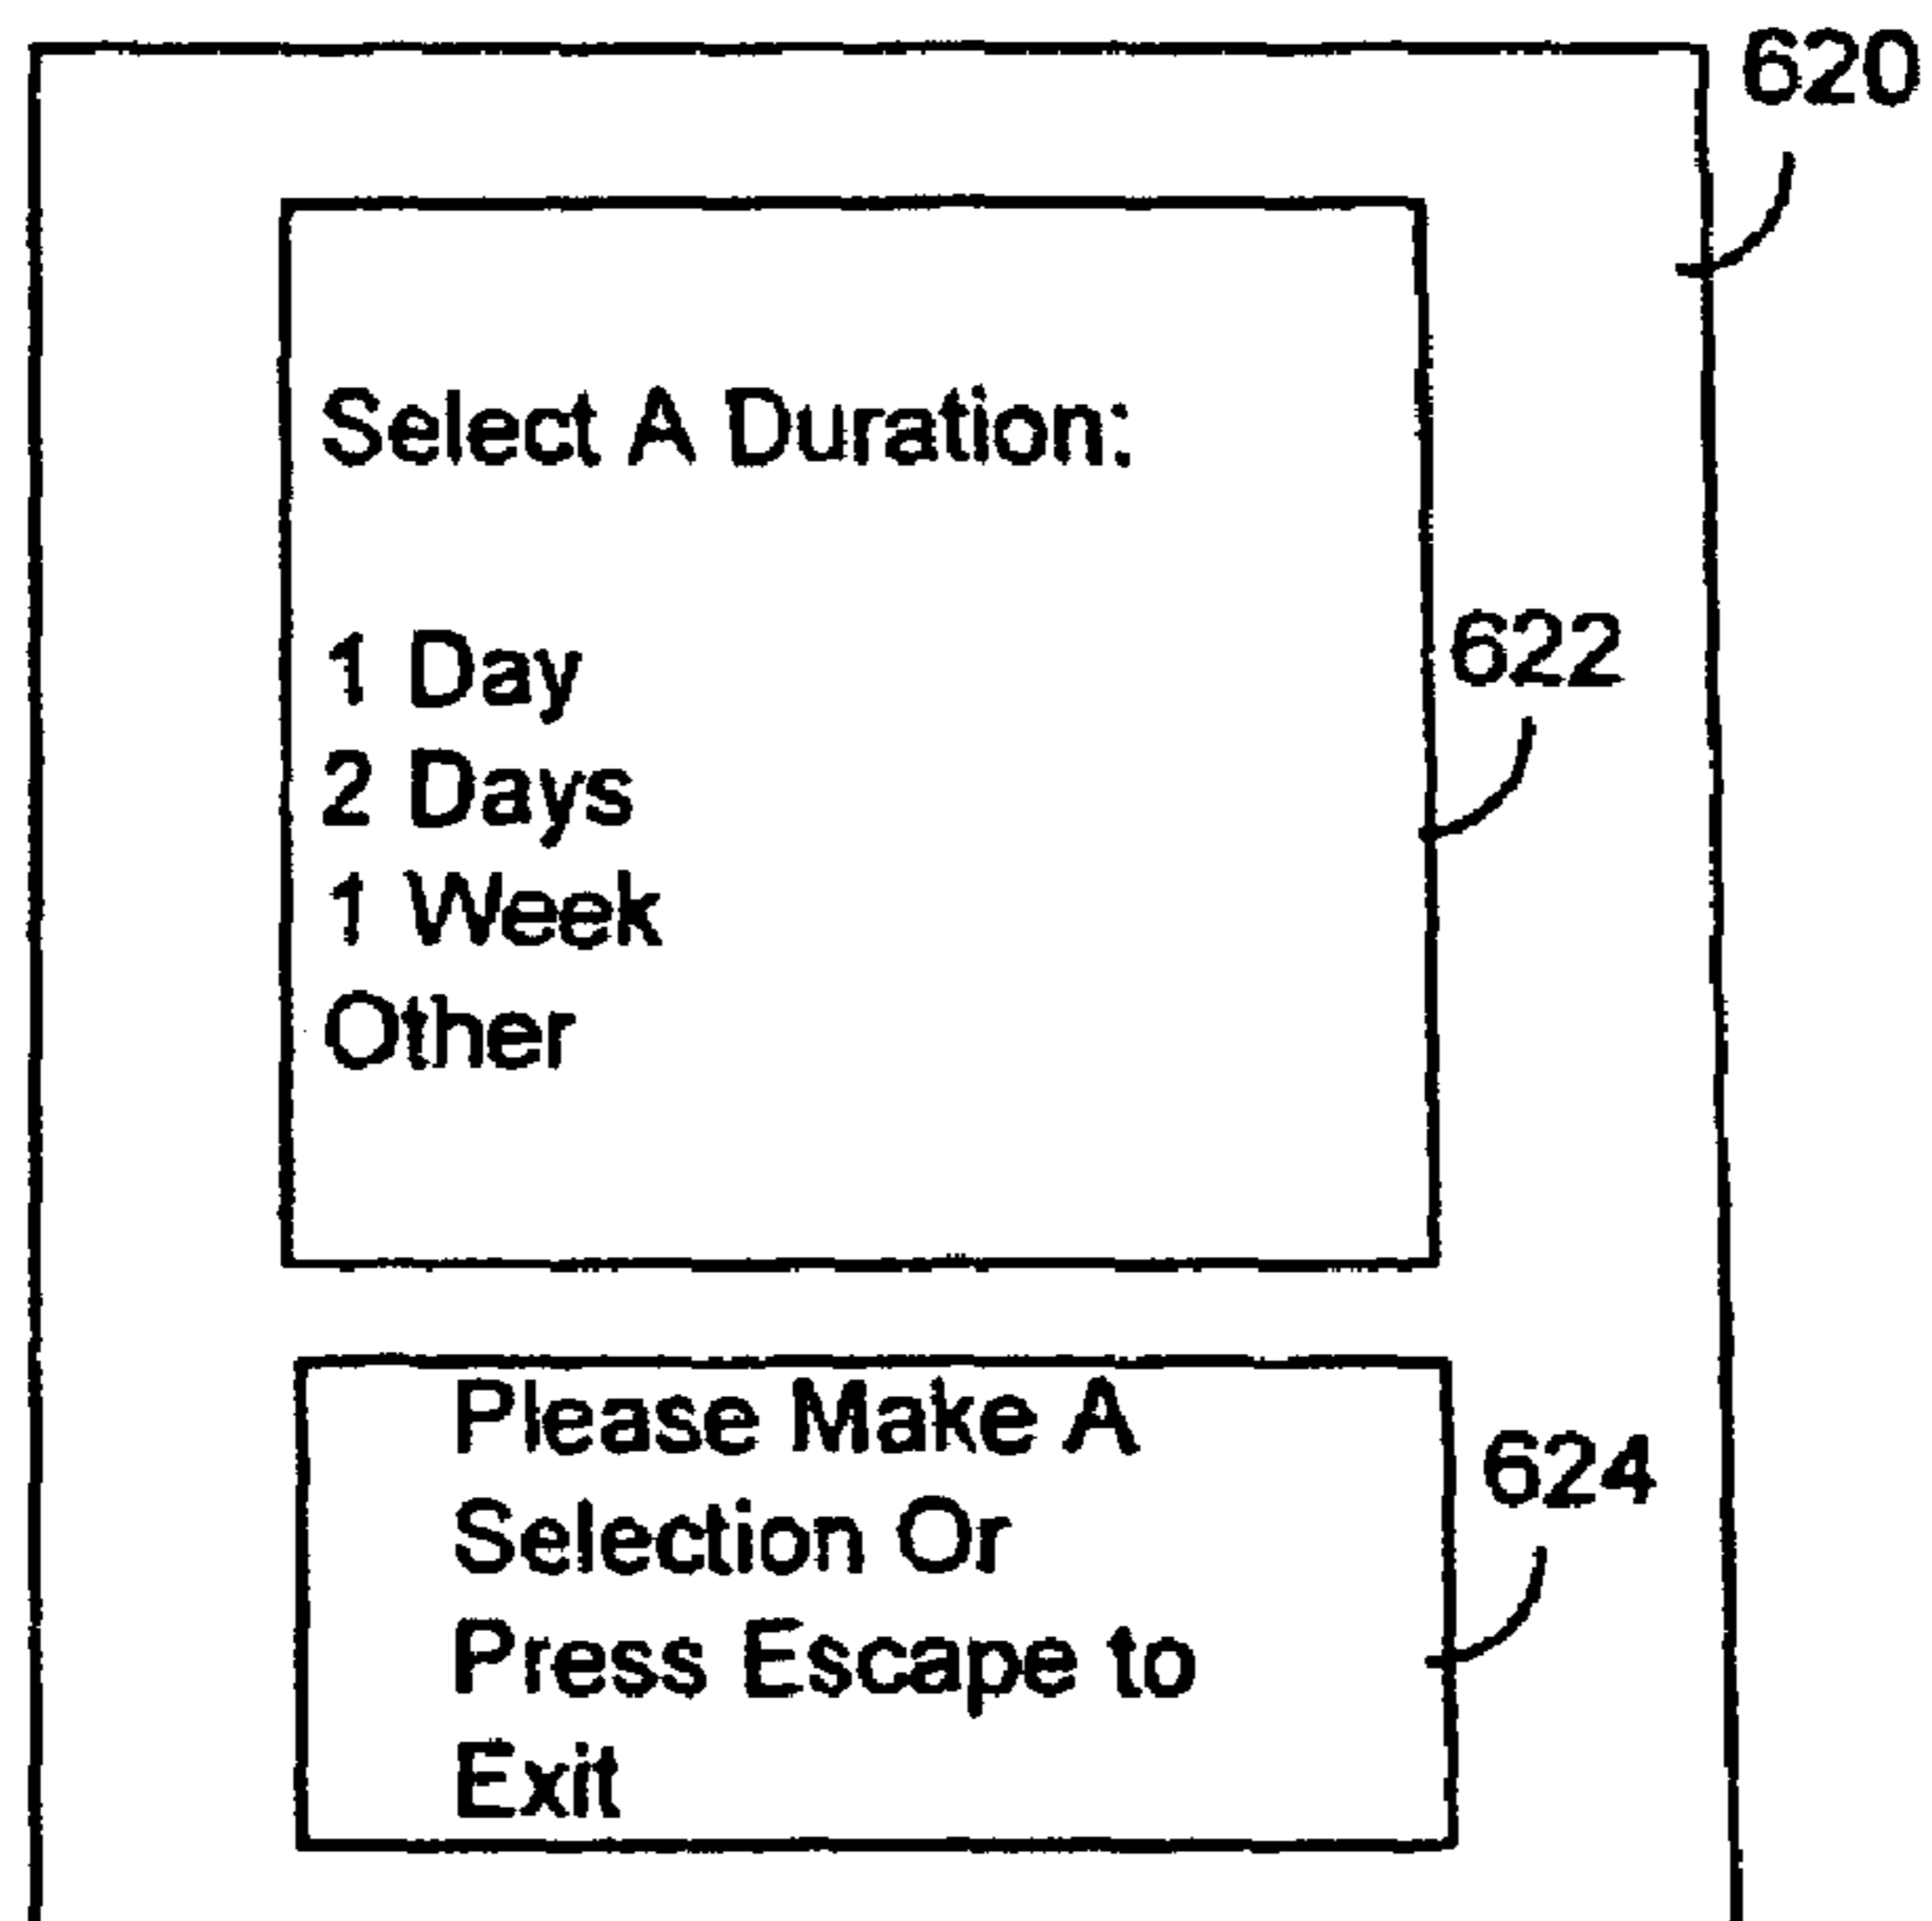 620
Select A Duration:
1 Day
622
2 Days
1 Week
Other
Please Make A
624
Selection Or
Press Escape to
Exit